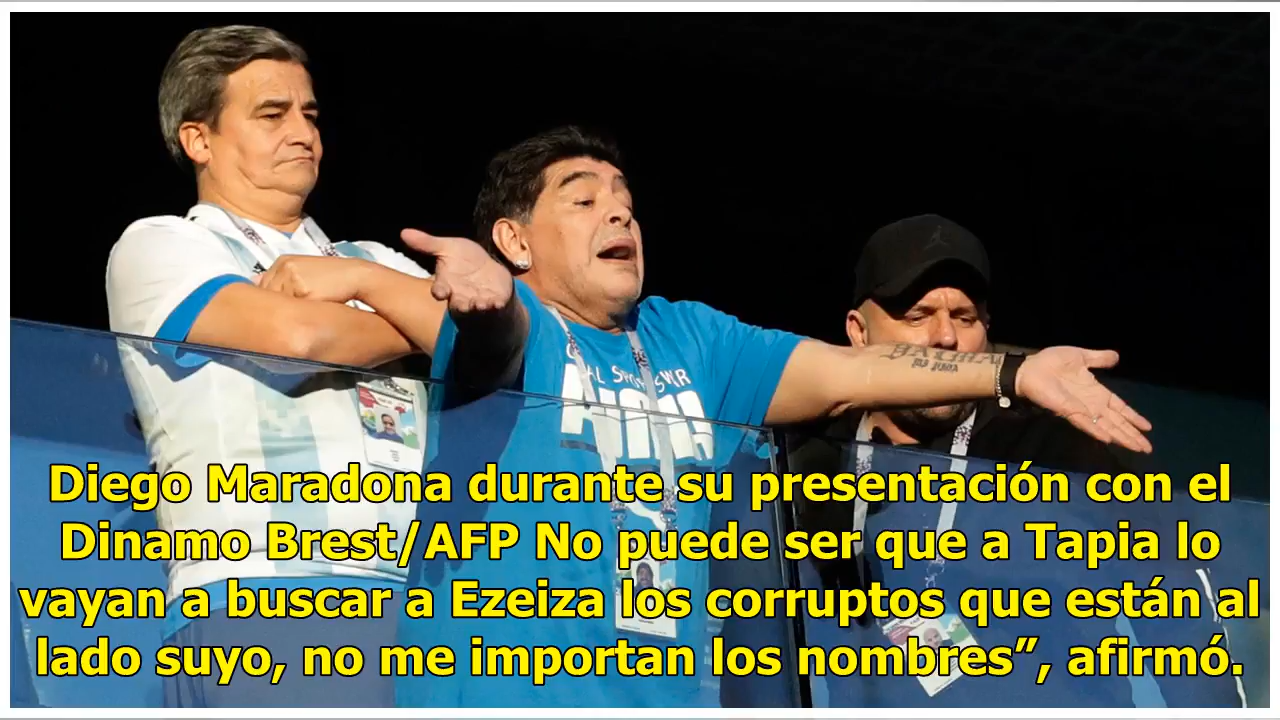 Diego Maradona durante su presentación con el
Dinamo Brest/AFP No puede ser que a Tapia lo
vayan a buscar a Ezeiza los corruptos que están al
lado suyo, no me importan los nombres”, afirmó.